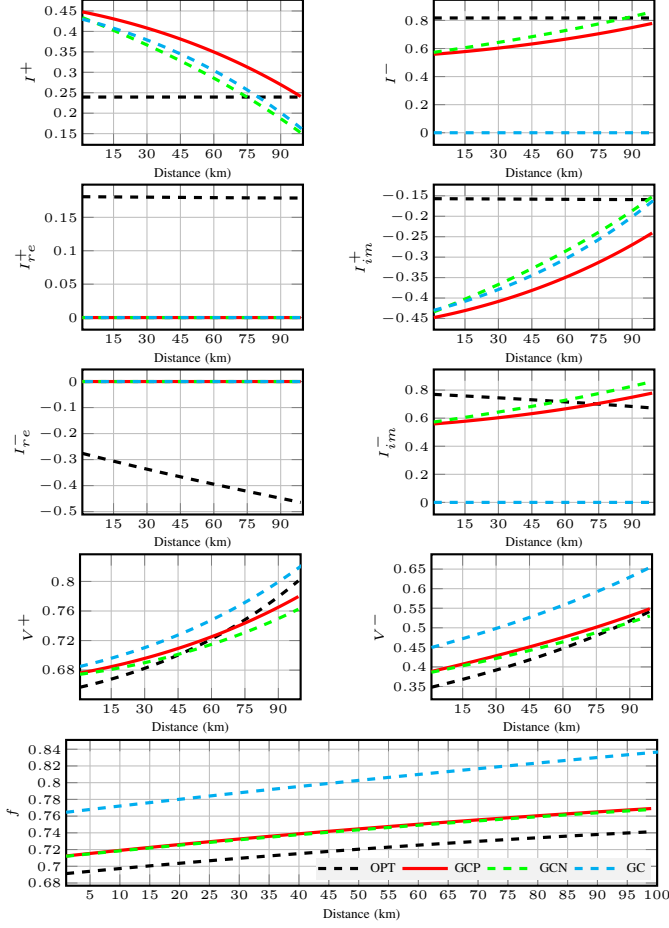 0.45
0.4
0.35
0.3
0.25
0.2
0.15
I+
15 30 45 60 75 90
Distance (km)
0.8
0.6
0.4
0.2
0
I−
15 30 45 60 75 90
Distance (km)
0.15
0.1
0.05
0
I+re
15 30 45 60 75 90
Distance (km)
−0.15
−0.2
−0.25
−0.3
−0.35
−0.4
−0.45
I+im
15 30 45 60 75 90
Distance (km)
0
−0.1
−0.2
−0.3
−0.4
−0.5
I−re
15 30 45 60 75 90
Distance (km)
0.8
0.6
0.4
0.2
0
I−im
15 30 45 60 75 90
Distance (km)
0.8
0.76
0.72
0.68
V+
15 30 45 60 75 90
Distance (km)
0.65
0.55
0.5
0.45
0.4
0.35
V−
15 30 45 60 75 90
Distance (km)
0.84
0.82
0.8
0.78
0.76
0.74
0.72
0.7
0.68
f
OPT GCP GCN GC
5 10 15 20 25 30 35 40 45 50 55 60 65 70 75 80 85 90 95 100
Distance (km)